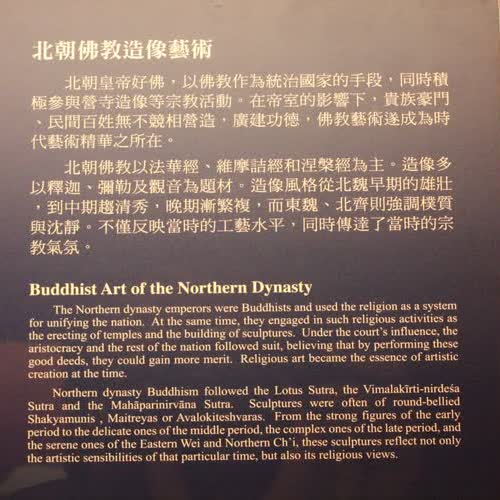 北朝佛教造像藝術
北朝皇帝好佛，以佛教作為統治國家的手段，同時積
極參與營寺造像等宗教活動。在帝室的影響下，貴族豪門
、民間百姓無不競相營造，廣建功德，佛教藝術遂成為時
代藝術精華之所在。
北朝佛教以法華經、維摩詰經和涅槃經為主。造像多
以釋迦、彌勒及觀音為題材。造像風格從北魏早期的雄壯
，到中期趨清秀，晚期漸繁複，而東魏、北齊則強調樸質
與沈靜。不僅反映當時的工藝水平，同時傳達了當時的宗
教氣氛。
Buddhist Art of the Northern Dynasty
The Northern dynasty emperors were Buddhists and used the religion as a system
for unifying the nation. At the same time, they engaged in such religious activities as
the erecting of temples and the building of sculptures. Under the court's influence, the
aristocracy and the rest of the nation followed suit, believing that by performing these
good deeds, they could gain more merit. Religious art became the essence of artistic
creation at the time.
Northern dynasty Buddhism followed the Lotus Sutra, the Vimalakīrti-nirdeśa
Sutra and the Mahāparinirvāna Sutra. Sculptures were often of round-bellied
Shakyamunis , Maitreyas or Avalokiteshvaras. From the strong figures of the early
period to the delicate ones of the middle period, the complex ones of the late period, and
the serene ones of the Eastern Wei and Northern Ch'i, these sculptures reflect not only
the artistic sensibilities of that particular time, but also its religious views.